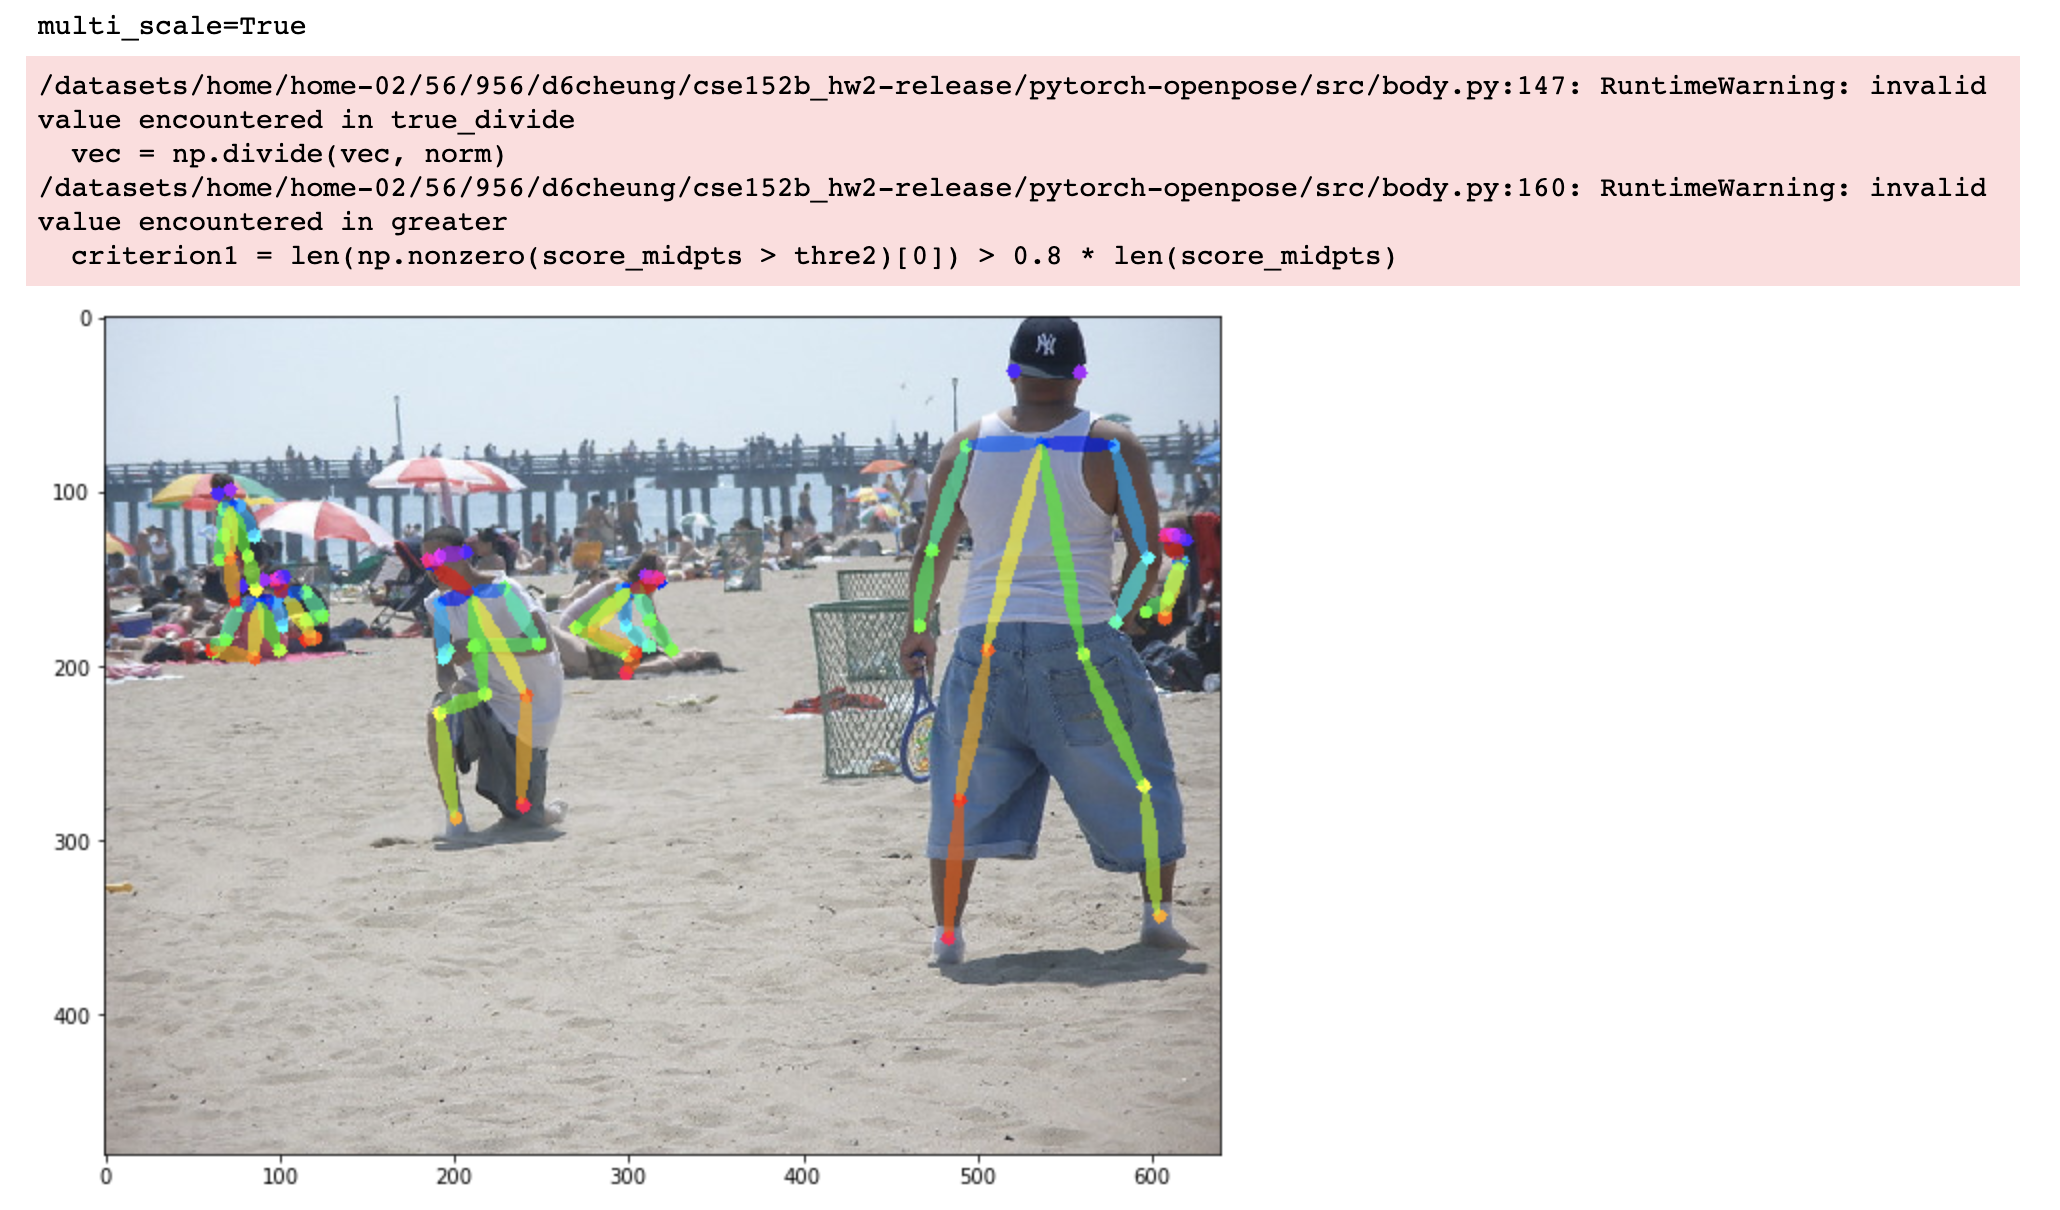 multi_scale=True
/datasets/home/home-02/56/956/d6cheung/cse152b_hw2-release/pytorch-openpose/src/body.py:147: RuntimeWarning: invalid
value encountered in true_divide
  vec = np.divide(vec, norm)
/datasets/home/home-02/56/956/d6cheung/cse152b_hw2-release/pytorch-openpose/src/body.py:160: RuntimeWarning: invalid
value encountered in greater
  criterion1 = len(np.nonzero(score_midpts > thre2)[0]) > 0.8 * len(score_midpts)
0
NY
100
200
300
400
0 100 200 300 400 500 600